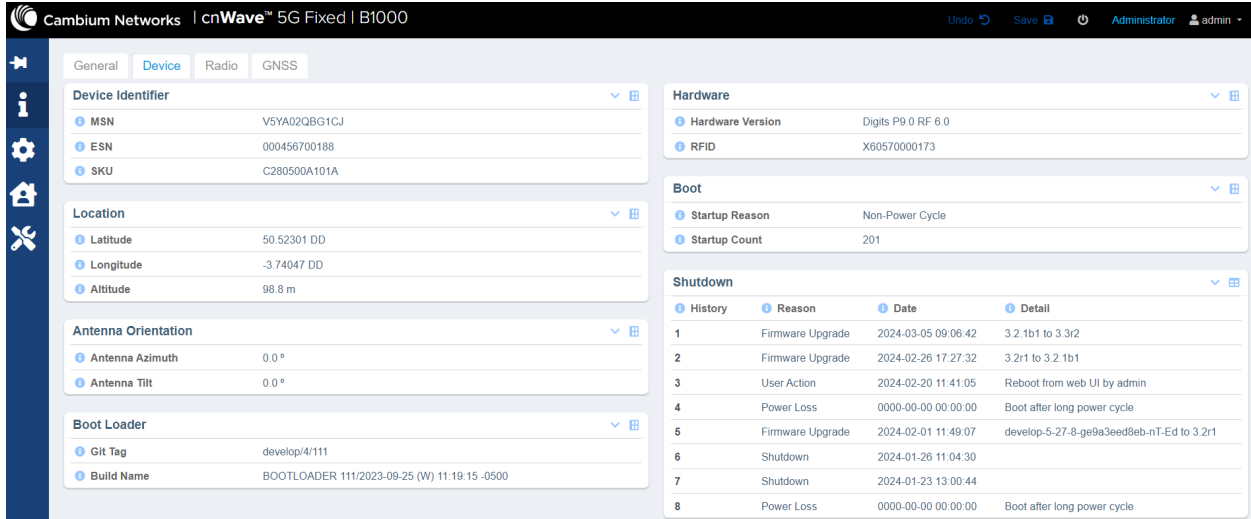 Cambium Networks | cnWave™ 5G Fixed | B1000 Undo Save Administrator admin
General Device Radio GNSS
Device Identifier
MSN V5YA02QBG1CJ
ESN 000456700188
SKU C280500A101A
Location
Latitude 50.52301 DD
Longitude -3.74047 DD
Altitude 98.8 m
Antenna Orientation
Antenna Azimuth 0.0 º
Antenna Tilt 0.0 º
Boot Loader
Git Tag develop/4/111
Build Name BOOTLOADER 111/2023-09-25 (W) 11:19:15 -0500
Hardware
Hardware Version Digits P9.0 RF 6.0
RFID X60570000173
Boot
Startup Reason Non-Power Cycle
Startup Count 201
Shutdown
History Reason Date Detail
1 Firmware Upgrade 2024-03-05 09:06:42 3.2.1b1 to 3.3r2
2 Firmware Upgrade 2024-02-26 17:27:32 3.2r1 to 3.2.1b1
3 User Action 2024-02-20 11:41:05 Reboot from web UI by admin
4 Power Loss 0000-00-00 00:00:00 Boot after long power cycle
5 Firmware Upgrade 2024-02-01 11:49:07 develop-5-27-8-ge9a3eed8eb-nT-Ed to 3.2r1
6 Shutdown 2024-01-26 11:04:30
7 Shutdown 2024-01-23 13:00:44
8 Power Loss 0000-00-00 00:00:00 Boot after long power cycle